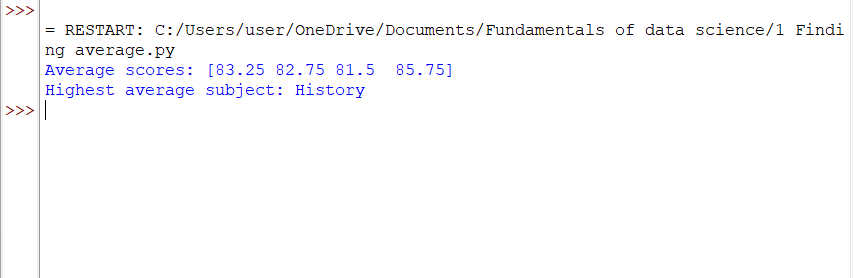 >>>
= RESTART: C:/Users/user/OneDrive/Documents/Fundamentals of data science/1 Findi
ng average.py
Average scores: [83.25 82.75 81.5  85.75]
Highest average subject: History
>>>